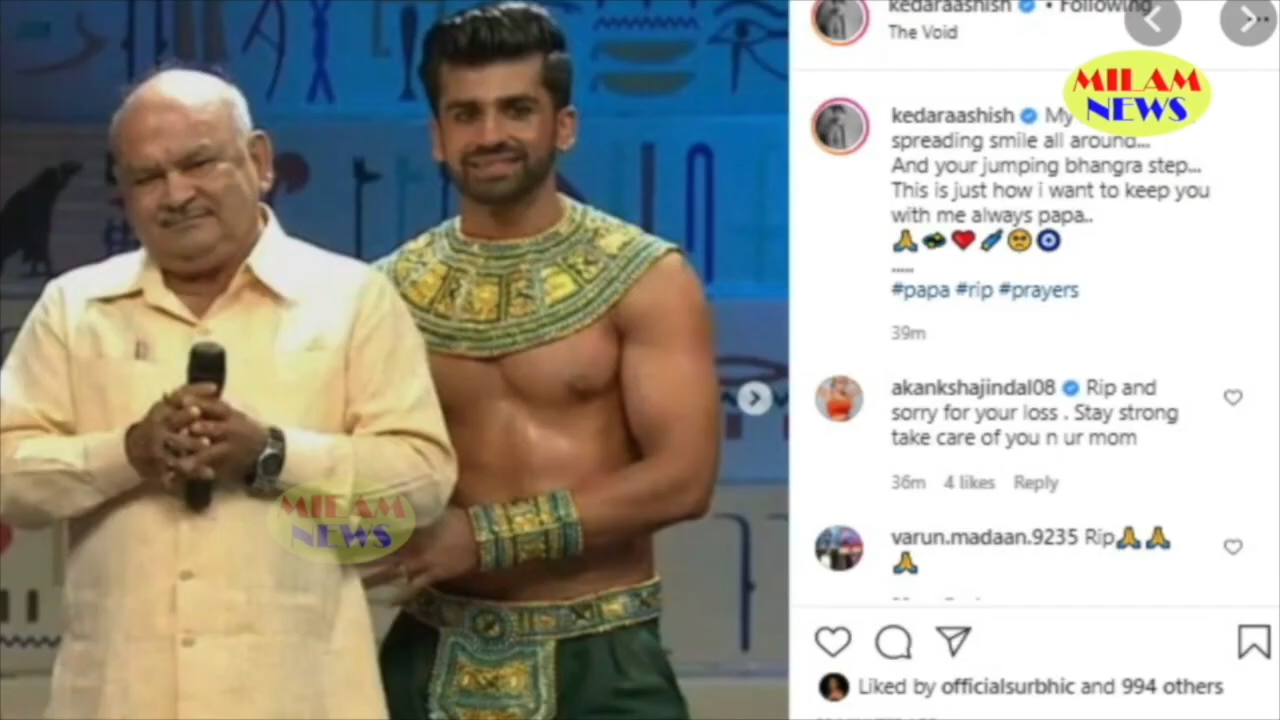 kedaraashish • Following
The Void
MILAM
NEWS
kedaraashish My
spreading smile all around...
And your jumping bhangra step...
This is just how i want to keep you
with me always papa..
🙏❤️🥺🧿
.....
#papa #rip #prayers
39m
akankshajindal08 Rip and
sorry for your loss . Stay strong
take care of you n ur mom
36m 4 likes Reply
varun.madaan.9235 Rip🙏🙏
🙏
Liked by officialsurbhic and 994 others
MILAM
NEWS